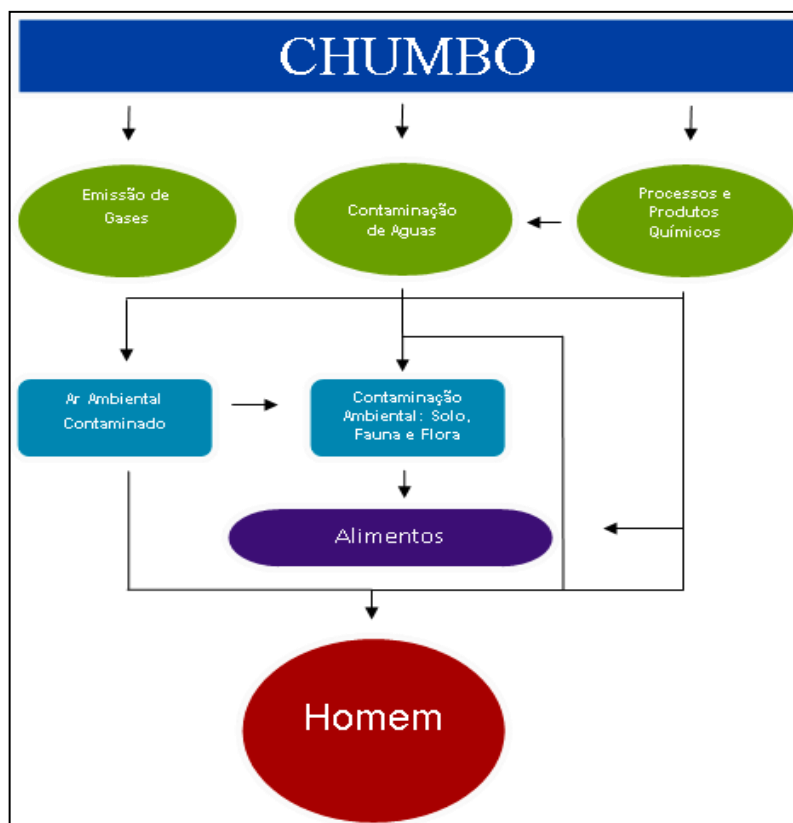 CHUMBO
Emissão de
Gases
Contaminação
de Aguas
Processos e
Produtos
Químicos
Ar Ambiental
Contaminado
Contaminação
Ambiental: Solo,
Fauna e Flora
Alimentos
Homem